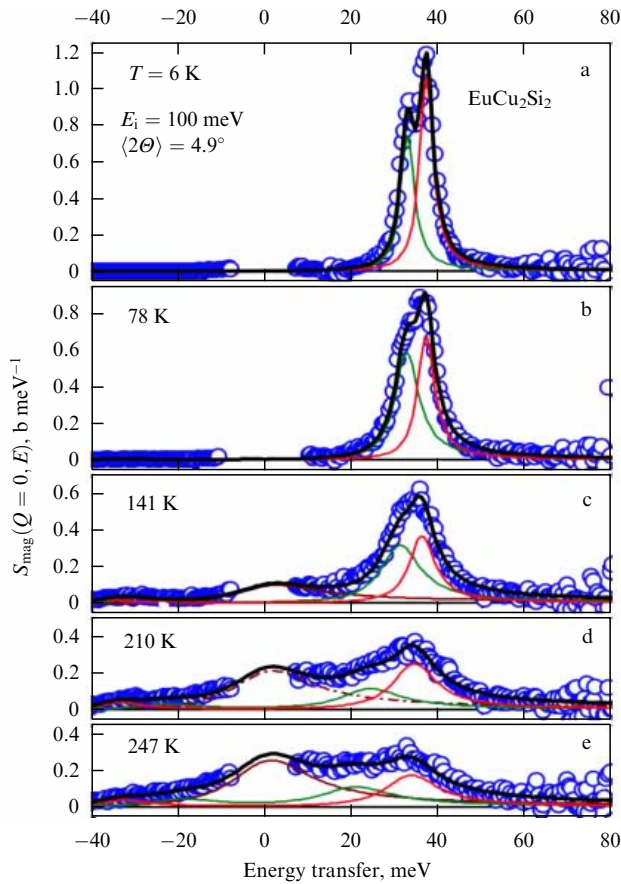 −40 −20 0 20 40 60 80
1.2
1.0
0.8
0.6
0.4
0.2
0
T = 6 K
E_i = 100 meV
⟨2Θ⟩ = 4.9°
a
EuCu₂Si₂
0.8
0.6
0.4
0.2
0
78 K
b
0.6
0.4
0.2
0
141 K
c
0.4
0.2
0
210 K
d
0.4
0.2
0
247 K
e
S_mag(Q = 0, E), b meV⁻¹
−40 −20 0 20 40 60 80
Energy transfer, meV